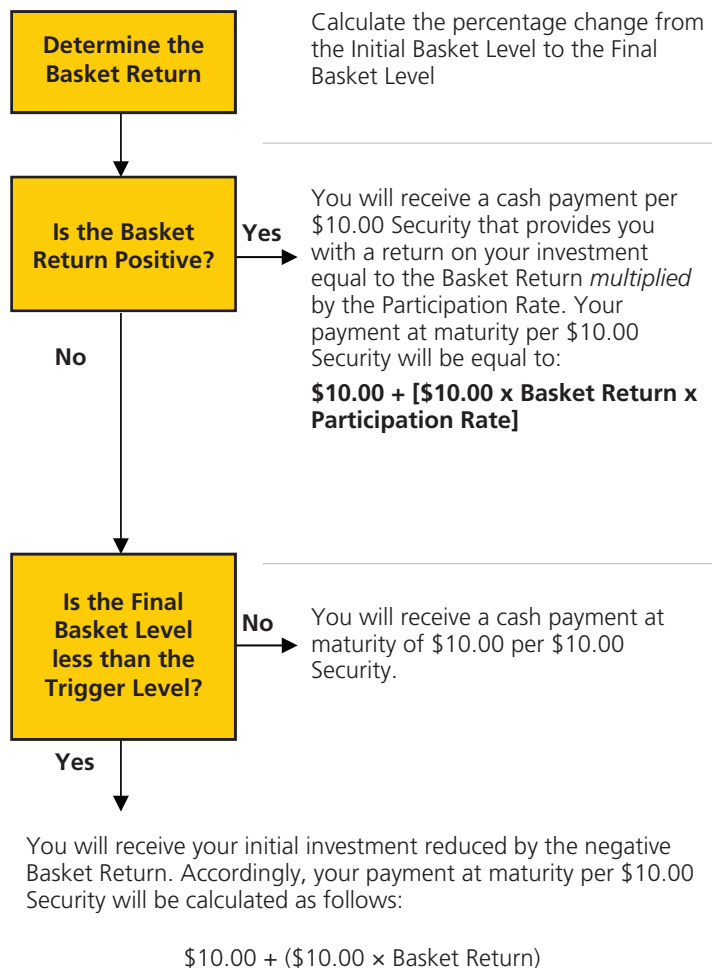 Determine the
Basket Return
Calculate the percentage change from
the Initial Basket Level to the Final
Basket Level
Is the Basket
Return Positive?
Yes
You will receive a cash payment per
$10.00 Security that provides you
with a return on your investment
equal to the Basket Return multiplied
by the Participation Rate. Your
payment at maturity per $10.00
Security will be equal to:
$10.00 + [$10.00 x Basket Return x
Participation Rate]
No
Is the Final
Basket Level
less than the
Trigger Level?
No
You will receive a cash payment at
maturity of $10.00 per $10.00
Security.
Yes
You will receive your initial investment reduced by the negative
Basket Return. Accordingly, your payment at maturity per $10.00
Security will be calculated as follows:
$10.00 + ($10.00 × Basket Return)